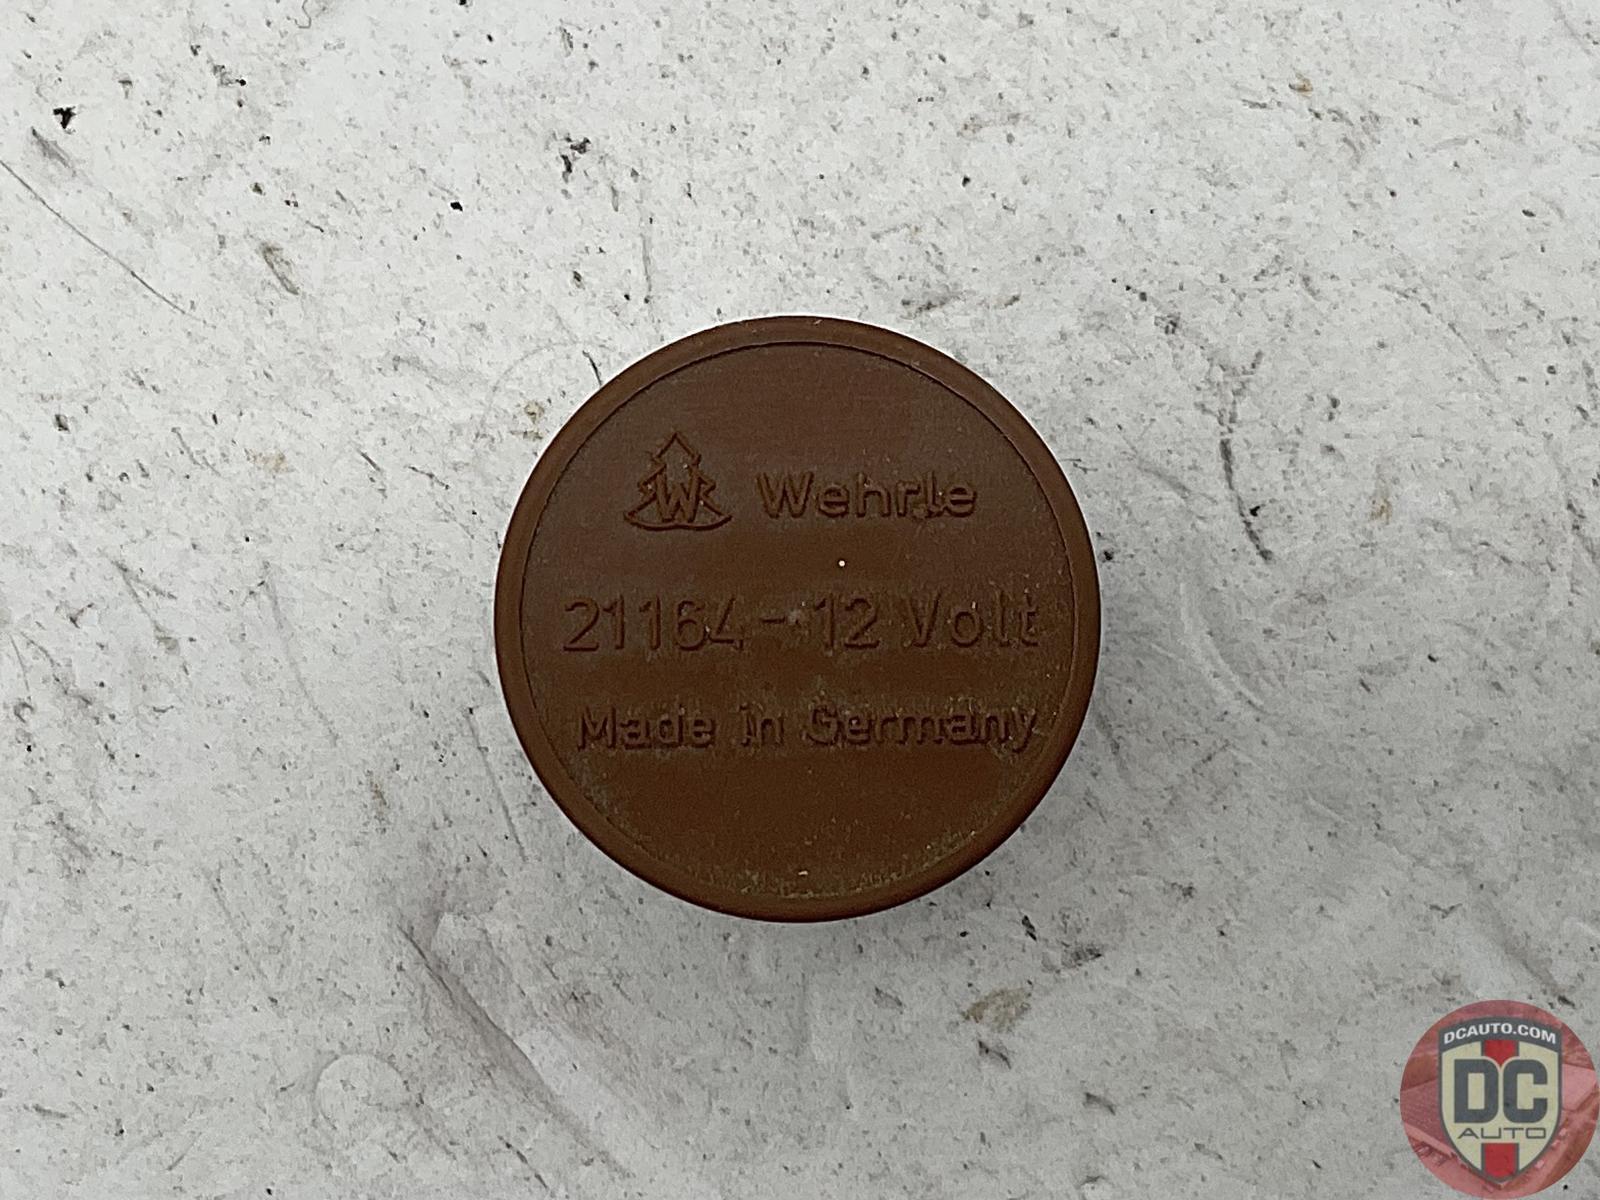 W Wehrle
21164 - 12 Volt
Made in Germany
DCAUTO.COM
DC
AUTO